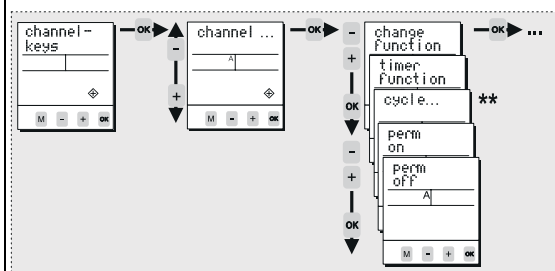 channel-
keys
M - + OK
OK
-
+
channel ...
A
M - + OK
OK
-
+
OK
-
+
OK
change
function
timer
function
cycle...
**
perm
on
perm
off
A
M - + OK
OK
...